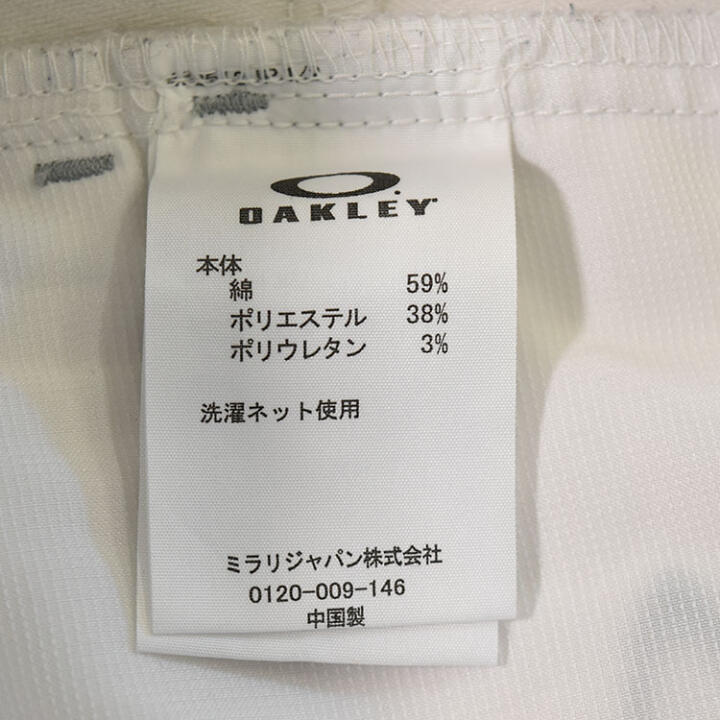 OAKLEY
本体
綿 59%
ポリエステル 38%
ポリウレタン 3%
洗濯ネット使用
ミラリジャパン株式会社
0120-009-146
中国製